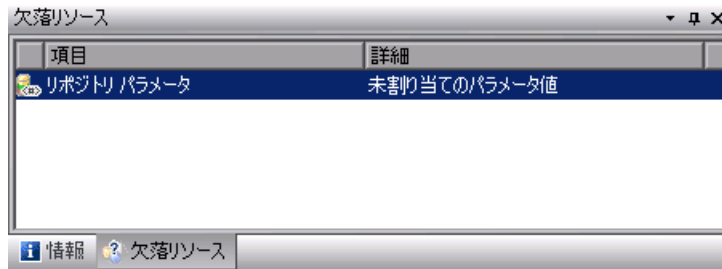 欠落リソース
項目 詳細
リポジトリ パラメータ 未割り当てのパラメータ値
情報 欠落リソース